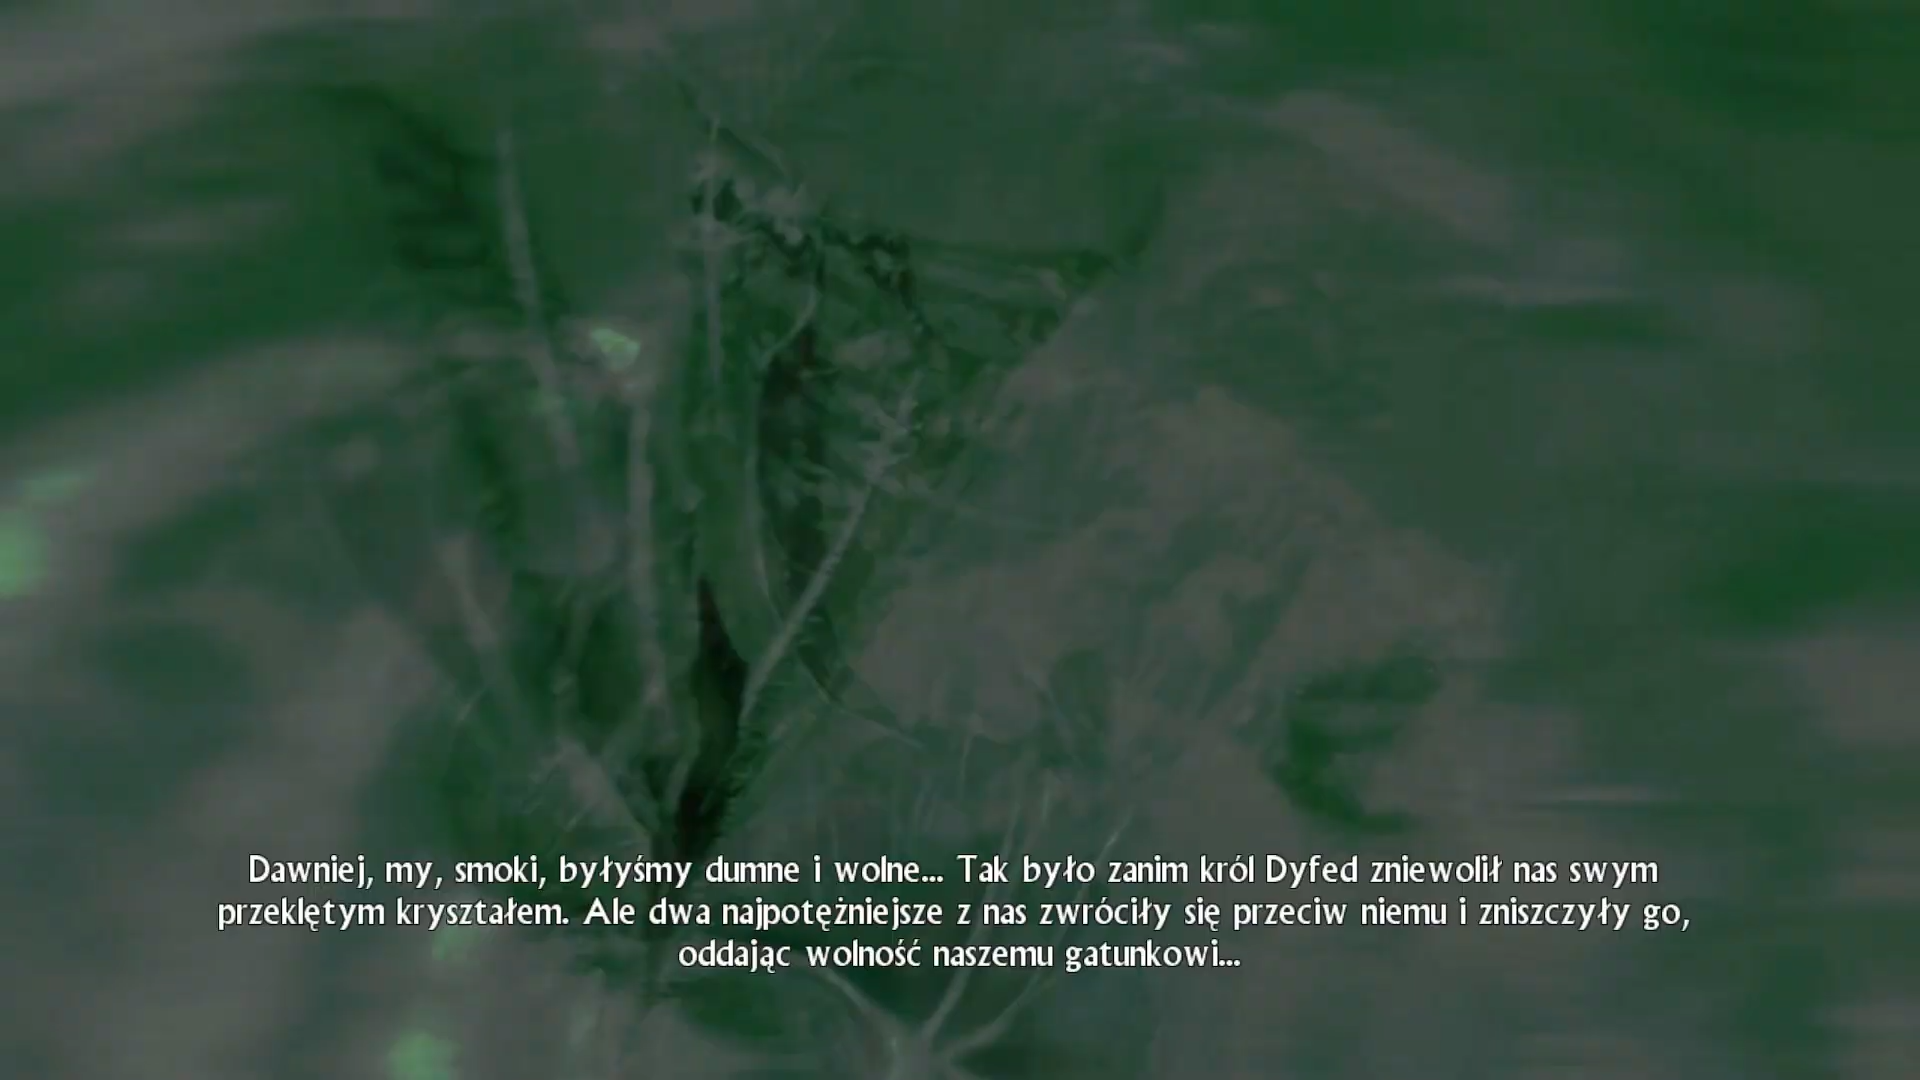 Dawniej, my, smoki, byłyśmy dumne i wolne... Tak było zanim król Dyfed zniewolił nas swym
przeklętym kryształem. Ale dwa najpotężniejsze z nas zwróciły się przeciw niemu i zniszczyły go,
oddając wolność naszemu gatunkowi...